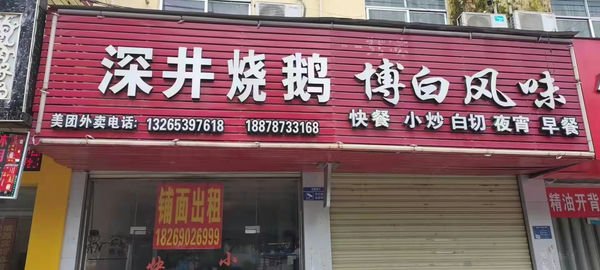 深井烧鹅 博白风味
美团外卖电话: 13265397618 18878733168
快餐 小炒 白切 夜宵 早餐
铺面出租
18269026999
精油开背